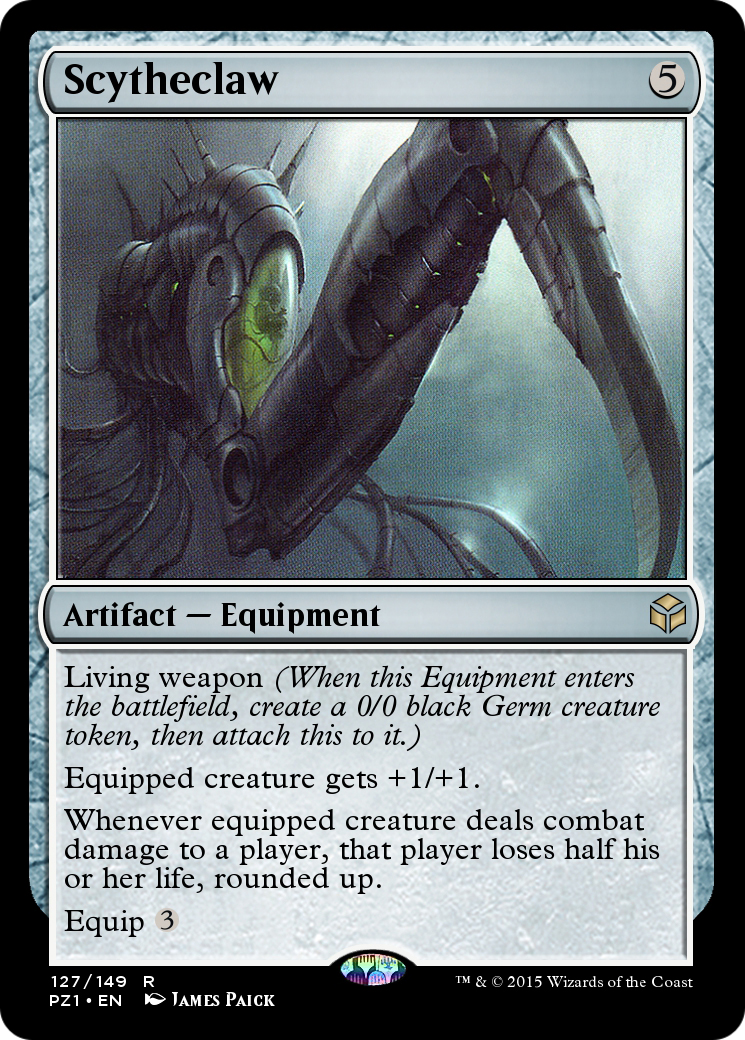 Scytheclaw 5
Artifact — Equipment
Living weapon (When this Equipment enters
the battlefield, create a 0/0 black Germ creature
token, then attach this to it.)
Equipped creature gets +1/+1.
Whenever equipped creature deals combat
damage to a player, that player loses half his
or her life, rounded up.
Equip 3
127/149 R
PZ1 • EN James Paick
™ & © 2015 Wizards of the Coast